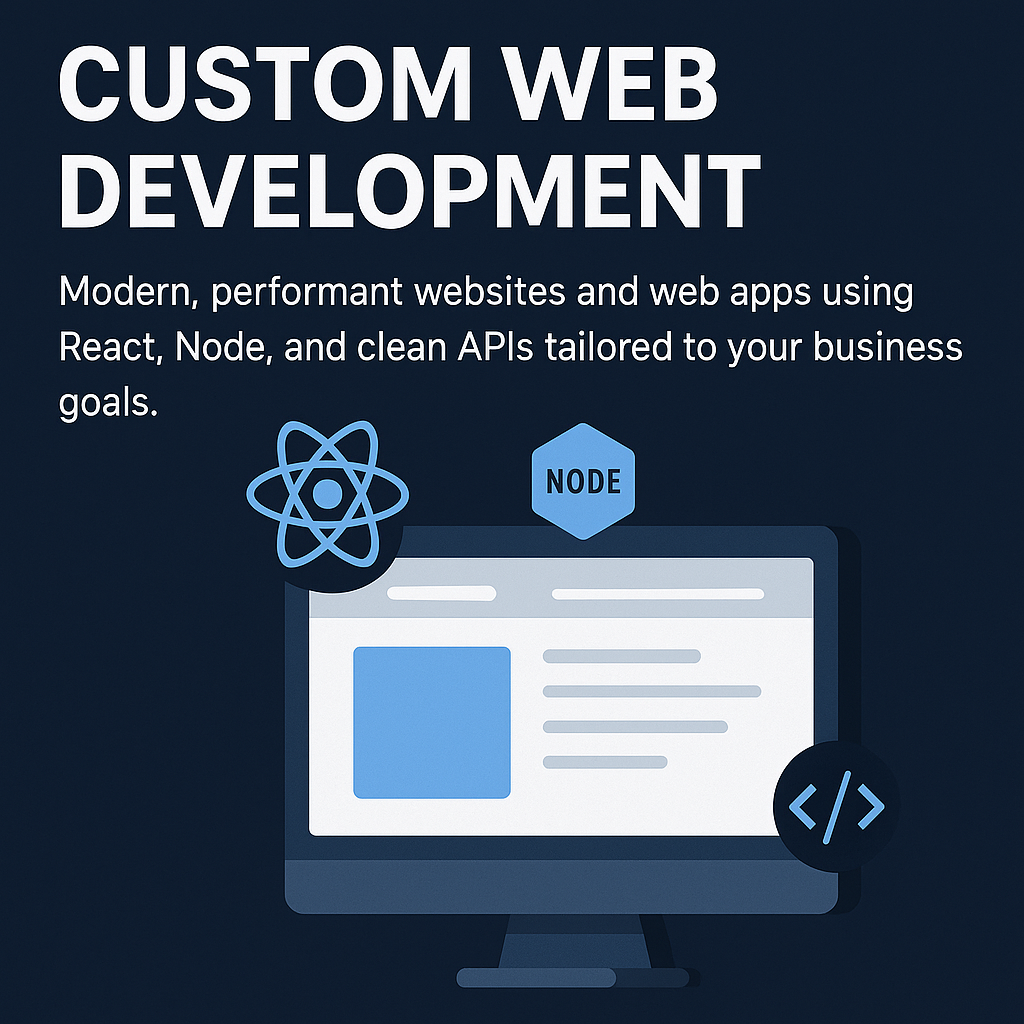 CUSTOM WEB
DEVELOPMENT
Modern, performant websites and web apps using
React, Node, and clean APIs tailored to your business
goals.
NODE
</>